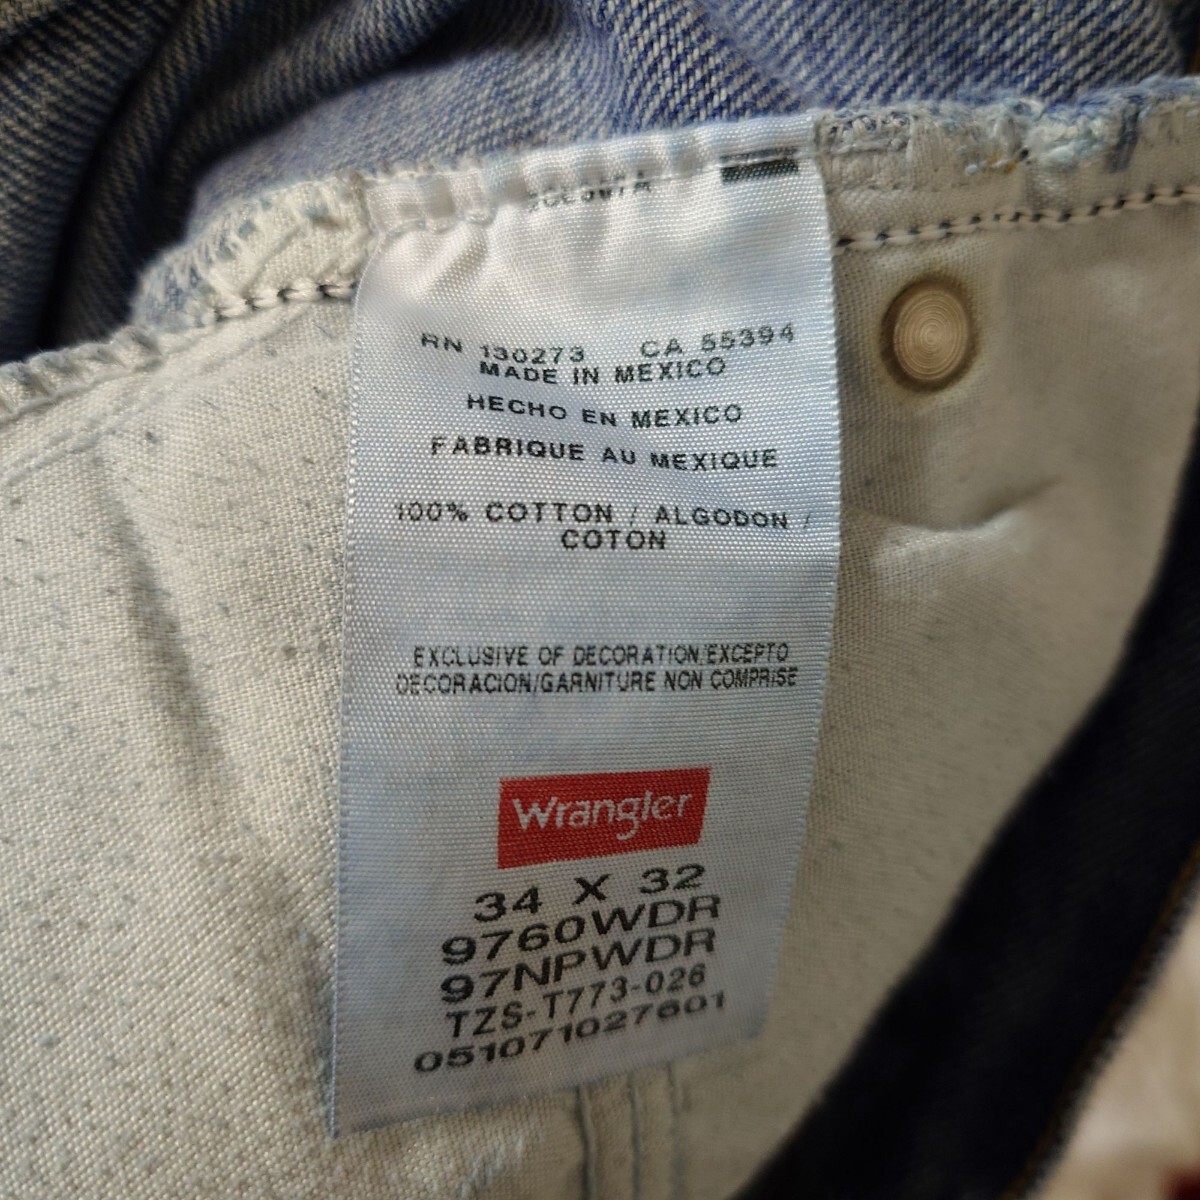 RN 130273 CA 55394
MADE IN MEXICO
HECHO EN MEXICO
FABRIQUE AU MEXIQUE
100% COTTON / ALGODON /
COTON
EXCLUSIVE OF DECORATION/EXCEPTO
DECORACION/GARNITURE NON COMPRISE
Wrangler
34 X 32
9760WDR
97NPWDR
TZS-T773-026
051071027601